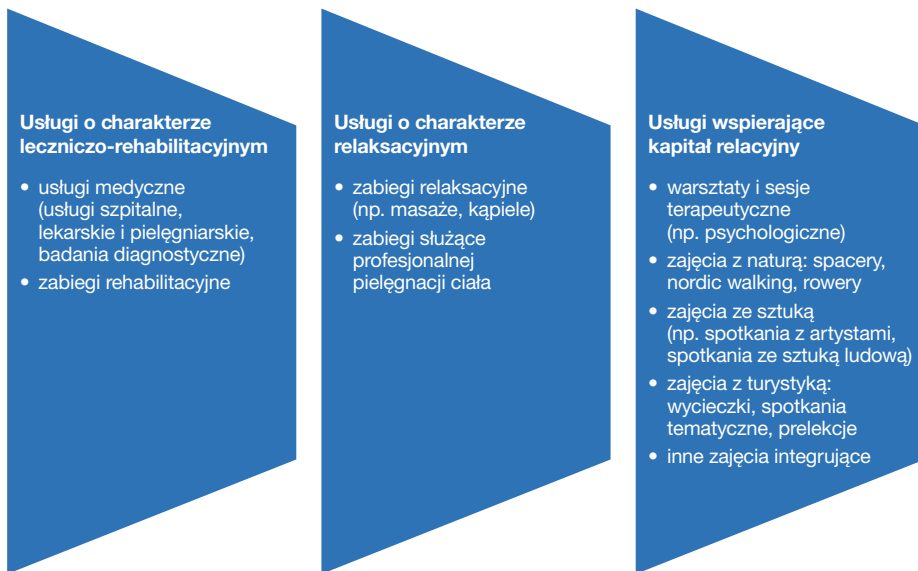 Usługi o charakterze
leczniczo-rehabilitacyjnym
• usługi medyczne
(usługi szpitalne,
lekarskie i pielęgniarskie,
badania diagnostyczne)
• zabiegi rehabilitacyjne
Usługi o charakterze
relaksacyjnym
• zabiegi relaksacyjne
(np. masaże, kąpiele)
• zabiegi służące
profesjonalnej
pielęgnacji ciała
Usługi wspierające
kapitał relacyjny
• warsztaty i sesje
terapeutyczne
(np. psychologiczne)
• zajęcia z naturą: spacery,
nordic walking, rowery
• zajęcia ze sztuką
(np. spotkania z artystami,
spotkania ze sztuką ludową)
• zajęcia z turystyką:
wycieczki, spotkania
tematyczne, prelekcje
• inne zajęcia integrujące